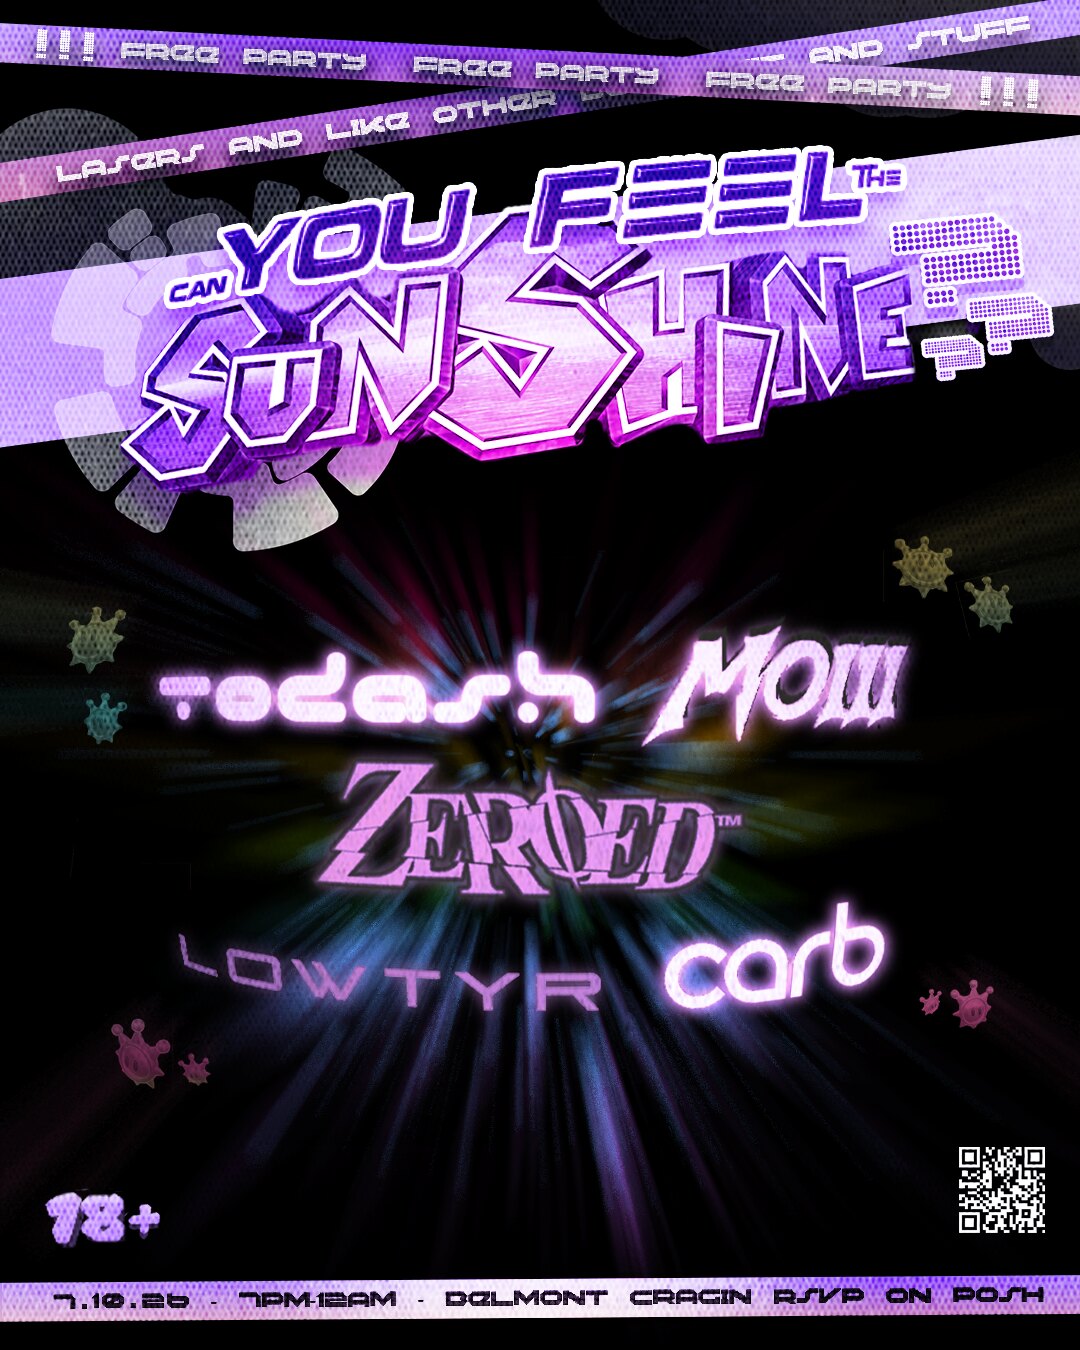 !!! FREE PARTY FREE PARTY FREE PARTY !!!
LASERS AND LIKE OTHER AND STUFF
CAN YOU FEEL THE
SUNSHINE ???
Todash MOIII
ZEROED™
LOWTYR carb
18+
7.10.26 - 7PM-12AM - BELMONT CRAGIN RSVP ON POSH